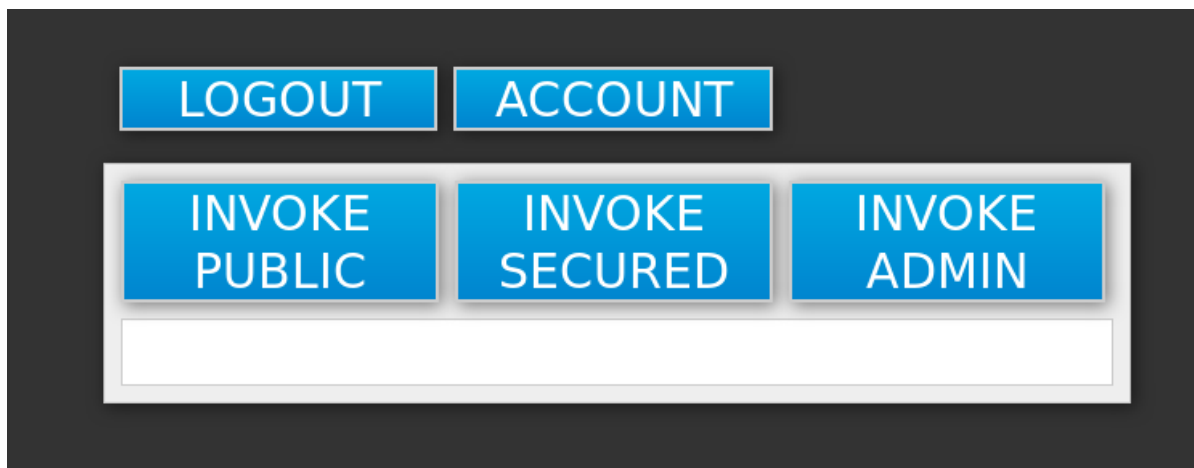 LOGOUT ACCOUNT
INVOKE INVOKE INVOKE
PUBLIC SECURED ADMIN